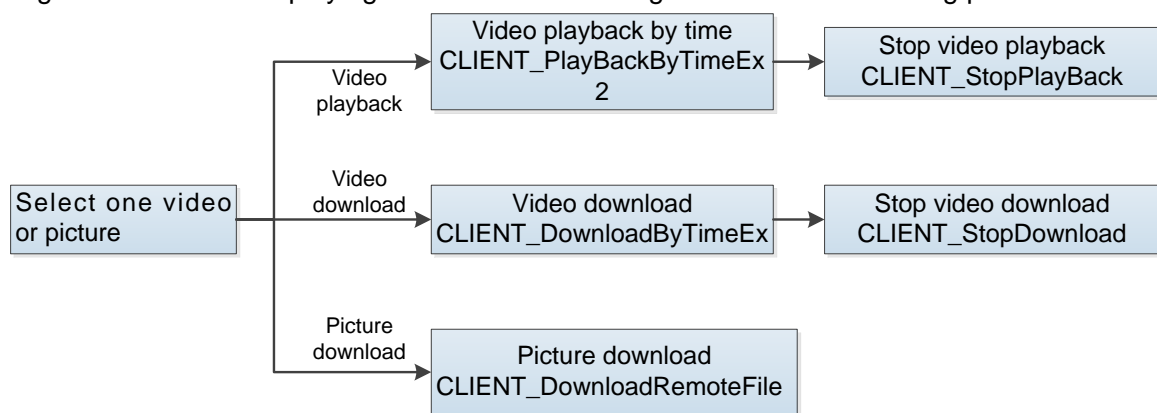 Video playback by time
CLIENT_PlayBackByTimeEx
2
Stop video playback
CLIENT_StopPlayBack
Video
playback
Select one video
or picture
Video
download
Video download
CLIENT_DownloadByTimeEx
Stop video download
CLIENT_StopDownload
Picture
download
Picture download
CLIENT_DownloadRemoteFile